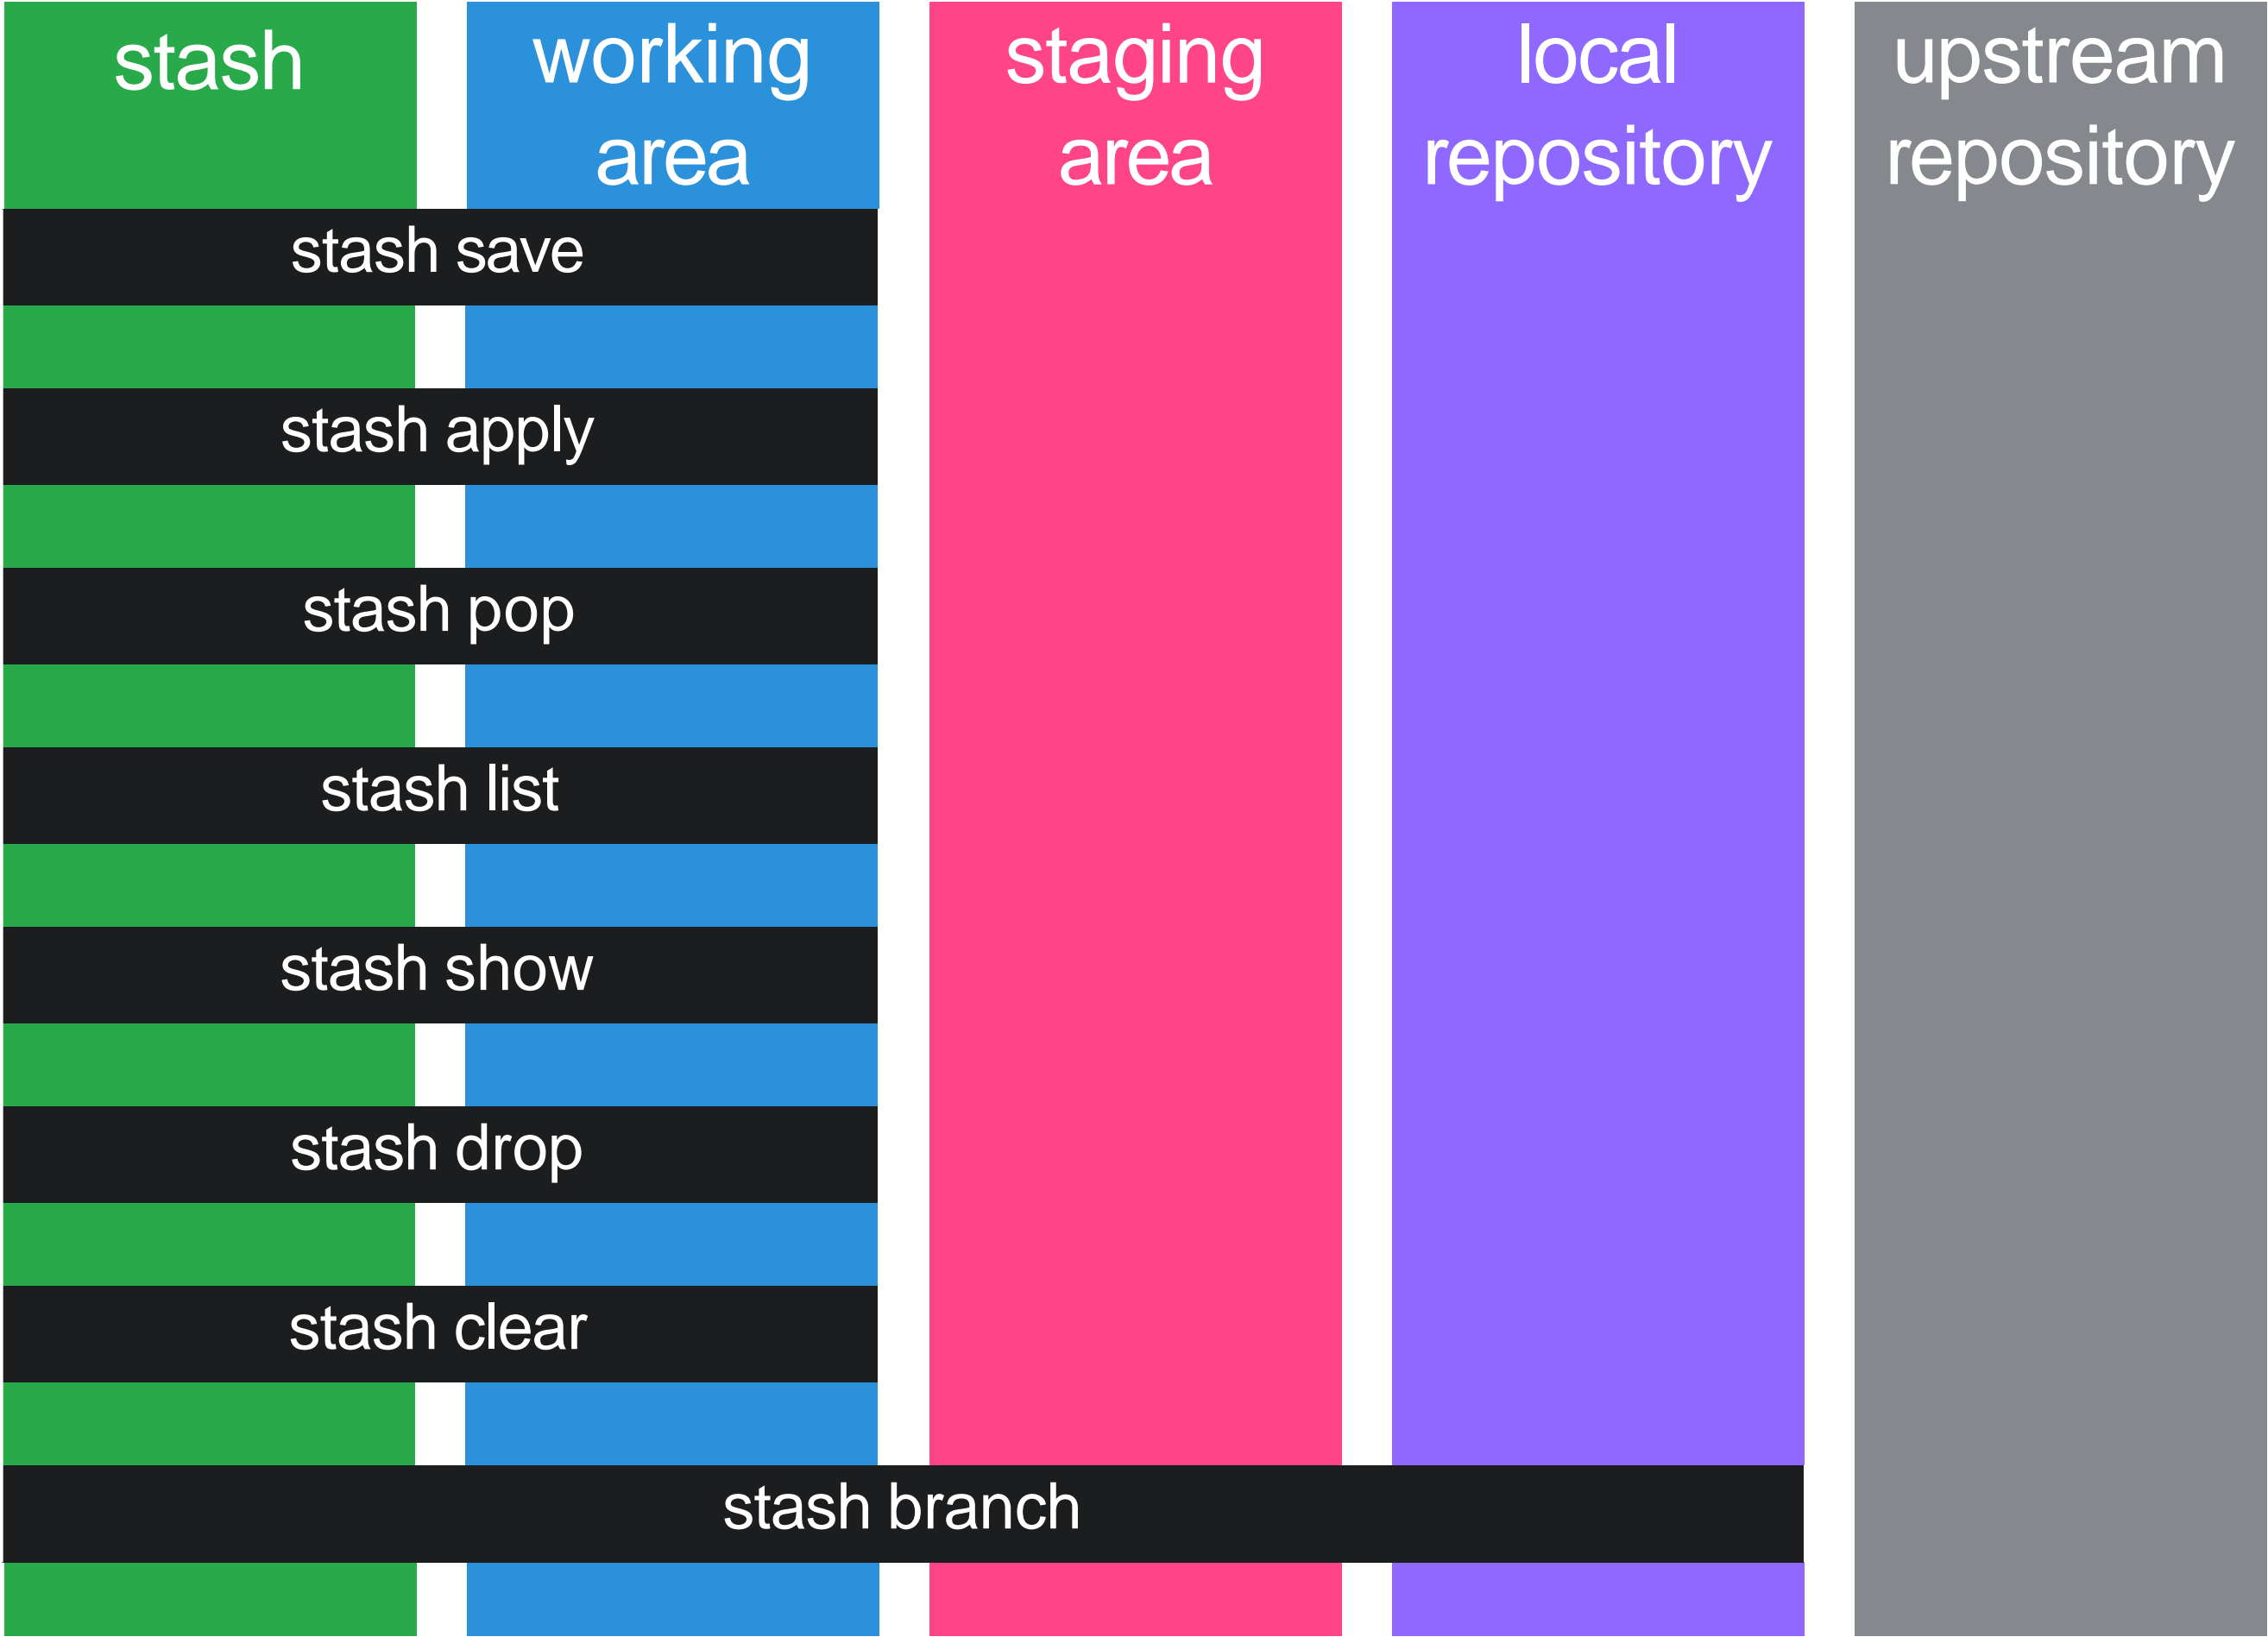 stash
working
area
staging
area
local
repository
upstream
repository
stash save
stash apply
stash pop
stash list
stash show
stash drop
stash clear
stash branch